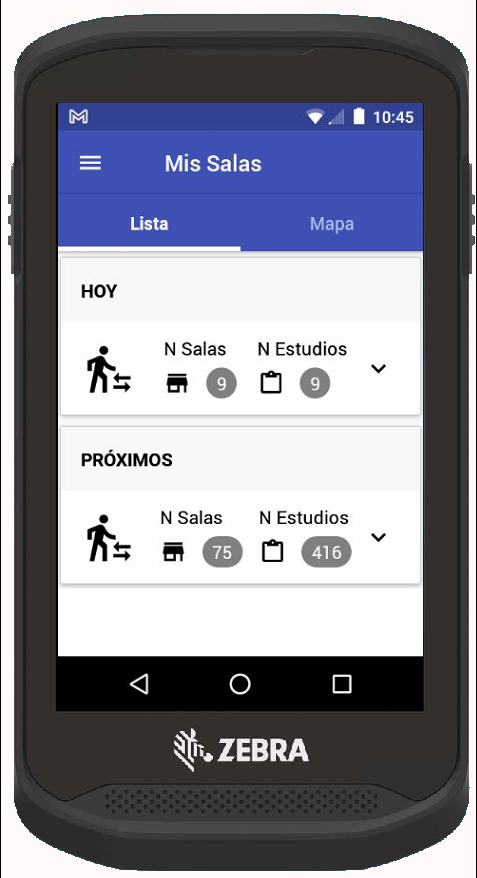 10:45
Mis Salas
Lista Mapa
HOY
N Salas N Estudios
9 9
PRÓXIMOS
N Salas N Estudios
75 416
ZEBRA